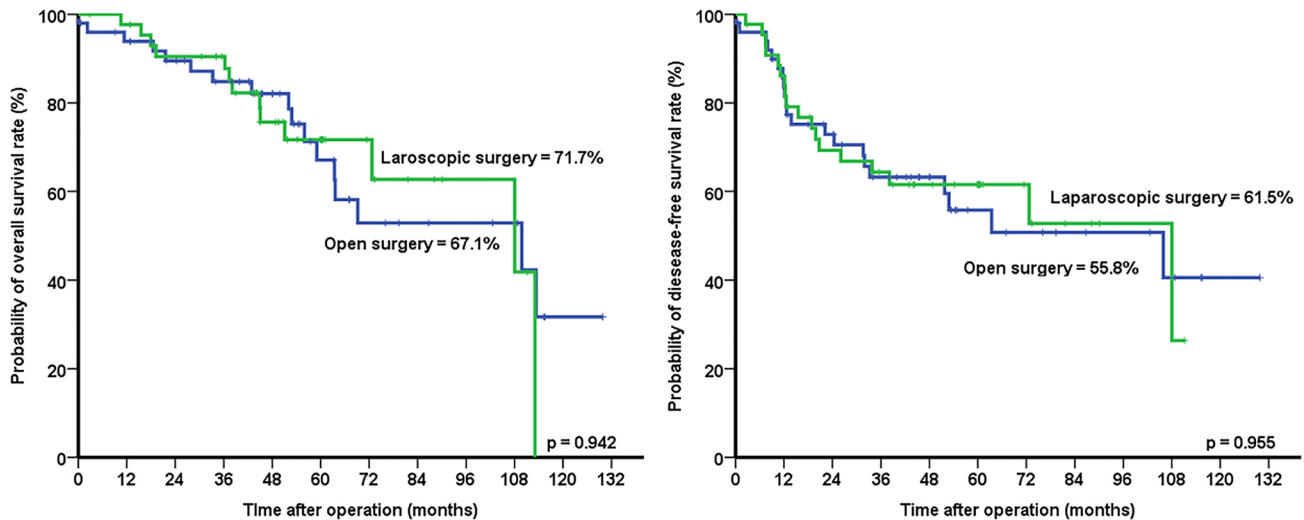 Probability of overall survival rate (%)
100
80
60
40
20
0
Laroscopic surgery = 71.7%
Open surgery = 67.1%
p = 0.942
0 12 24 36 48 60 72 84 96 108 120 132
TIme after operation (months)
Probability of diesease-free survival rate (%)
100
80
60
40
20
0
Laparoscopic surgery = 61.5%
Open surgery = 55.8%
p = 0.955
0 12 24 36 48 60 72 84 96 108 120 132
Time after operation (months)